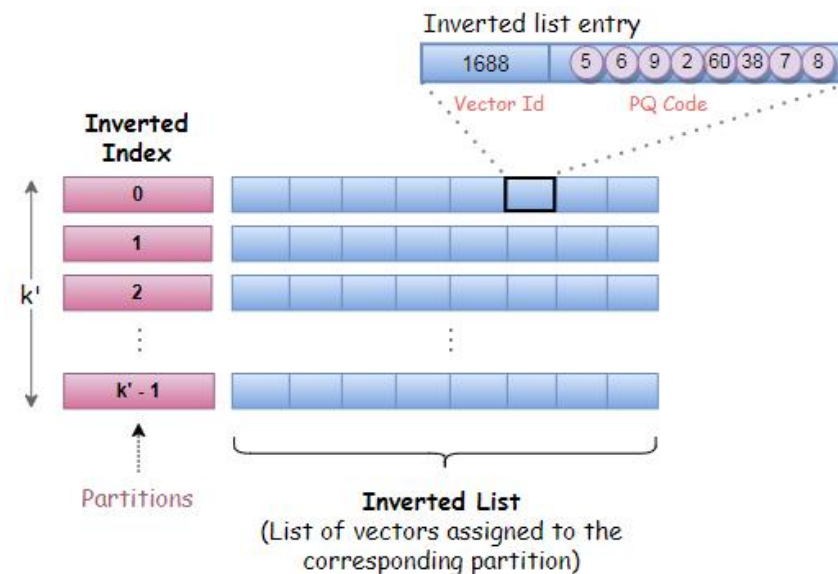 Inverted list entry
1688 5 6 9 2 60 38 7 8
Vector Id PQ Code
Inverted
Index
0
1
2
⋮ ⋮
k' - 1
k'
Partitions
Inverted List
(List of vectors assigned to the
corresponding partition)